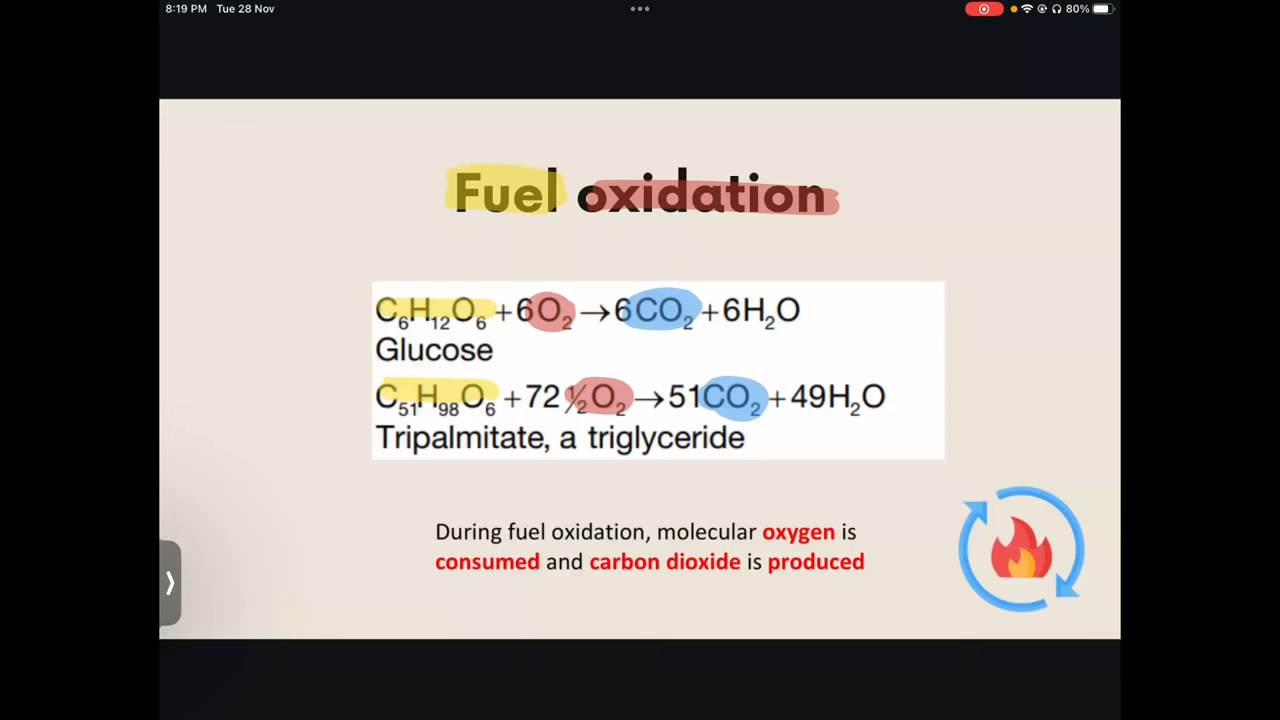 8:19 PM Tue 28 Nov
80%
Fuel oxidation
C₆H₁₂O₆+6O₂→6CO₂+6H₂O
Glucose
C₅₁H₉₈O₆+72½O₂→51CO₂+49H₂O
Tripalmitate, a triglyceride
During fuel oxidation, molecular oxygen is
consumed and carbon dioxide is produced